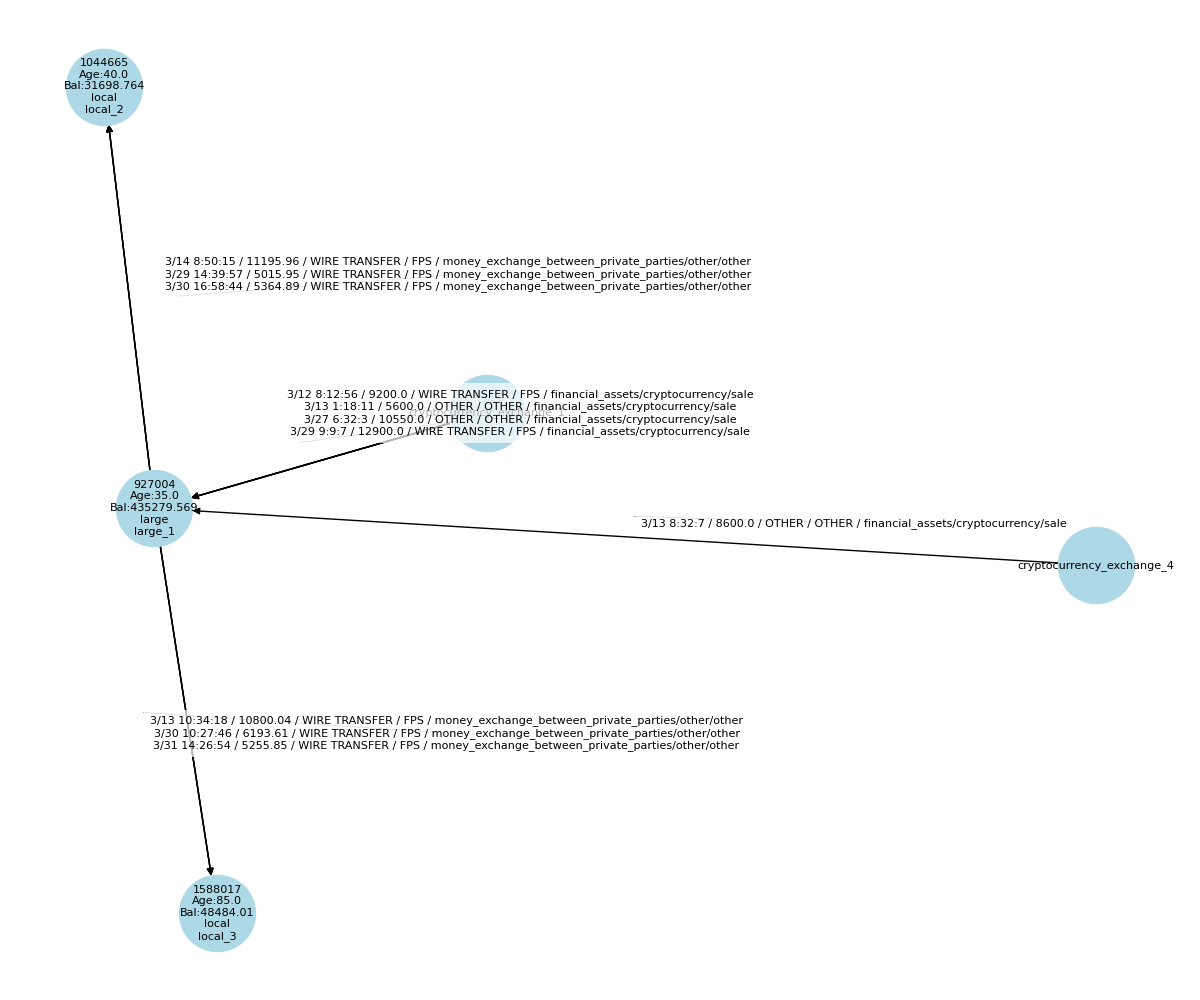 1044665
Age:40.0
Bal:31698.764
local
local_2
3/14 8:50:15 / 11195.96 / WIRE TRANSFER / FPS / money_exchange_between_private_parties/other/other
3/29 14:39:57 / 5015.95 / WIRE TRANSFER / FPS / money_exchange_between_private_parties/other/other
3/30 16:58:44 / 5364.89 / WIRE TRANSFER / FPS / money_exchange_between_private_parties/other/other
3/12 8:12:56 / 9200.0 / WIRE TRANSFER / FPS / financial_assets/cryptocurrency/sale
3/13 1:18:11 / 5600.0 / OTHER / OTHER / financial_assets/cryptocurrency/sale
3/27 6:32:3 / 10550.0 / OTHER / OTHER / financial_assets/cryptocurrency/sale
3/29 9:9:7 / 12900.0 / WIRE TRANSFER / FPS / financial_assets/cryptocurrency/sale
927004
Age:35.0
Bal:435279.569
large
large_1
3/13 8:32:7 / 8600.0 / OTHER / OTHER / financial_assets/cryptocurrency/sale
cryptocurrency_exchange_4
3/13 10:34:18 / 10800.04 / WIRE TRANSFER / FPS / money_exchange_between_private_parties/other/other
3/30 10:27:46 / 6193.61 / WIRE TRANSFER / FPS / money_exchange_between_private_parties/other/other
3/31 14:26:54 / 5255.85 / WIRE TRANSFER / FPS / money_exchange_between_private_parties/other/other
1588017
Age:85.0
Bal:48484.01
local
local_3